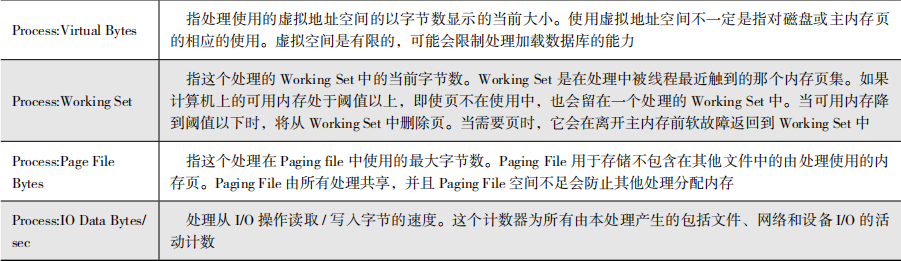 Process:Virtual Bytes
指处理使用的虚拟地址空间的以字节数显示的当前大小。使用虚拟地址空间不一定是指对磁盘或主内存页
的相应的使用。虚拟空间是有限的，可能会限制处理加载数据库的能力
Process:Working Set
指这个处理的 Working Set 中的当前字节数。Working Set 是在处理中被线程最近触到的那个内存页集。如果
计算机上的可用内存处于阈值以上，即使页不在使用中，也会留在一个处理的 Working Set 中。当可用内存降
到阈值以下时，将从 Working Set 中删除页。当需要页时，它会在离开主内存前软故障返回到 Working Set 中
Process:Page File
Bytes
指这个处理在 Paging file 中使用的最大字节数。Paging File 用于存储不包含在其他文件中的由处理使用的内
存页。Paging File 由所有处理共享，并且 Paging File 空间不足会防止其他处理分配内存
Process:IO Data Bytes/
sec
处理从 I/O 操作读取 / 写入字节的速度。这个计数器为所有由本处理产生的包括文件、网络和设备 I/O 的活
动计数